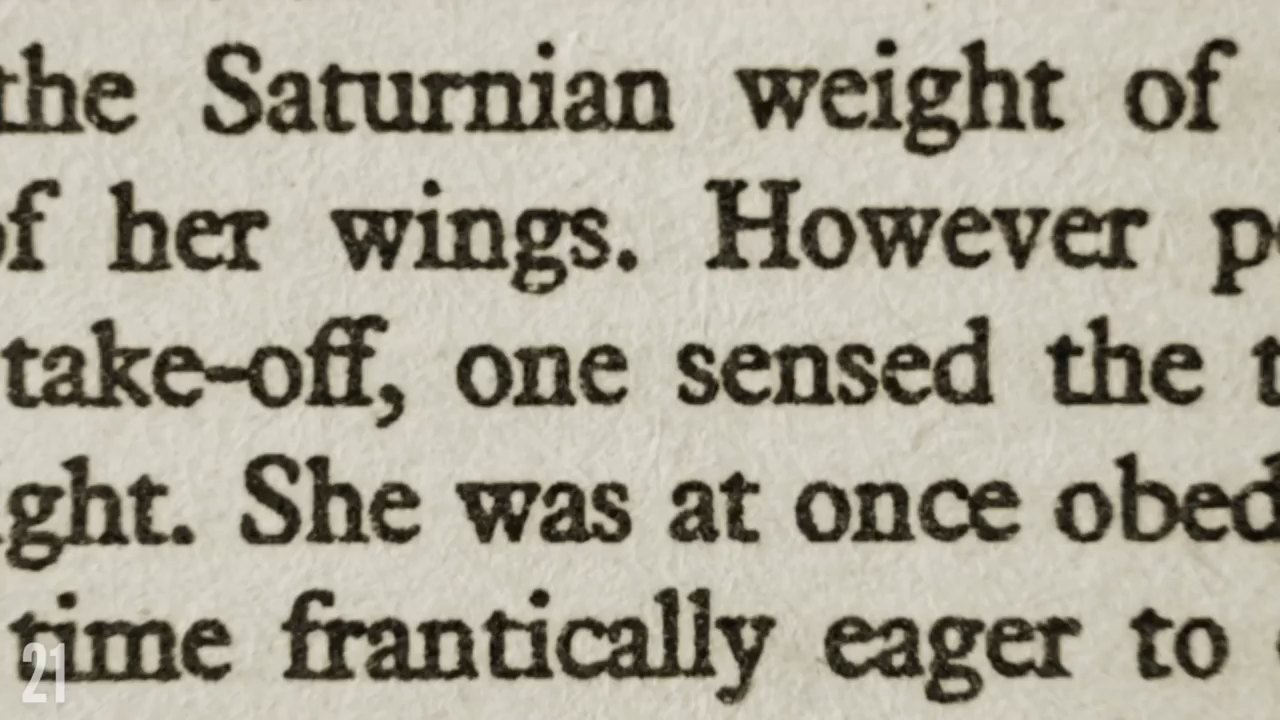 the Saturnian weight of
of her wings. However p
take-off, one sensed the t
ght. She was at once obed
time frantically eager to
21